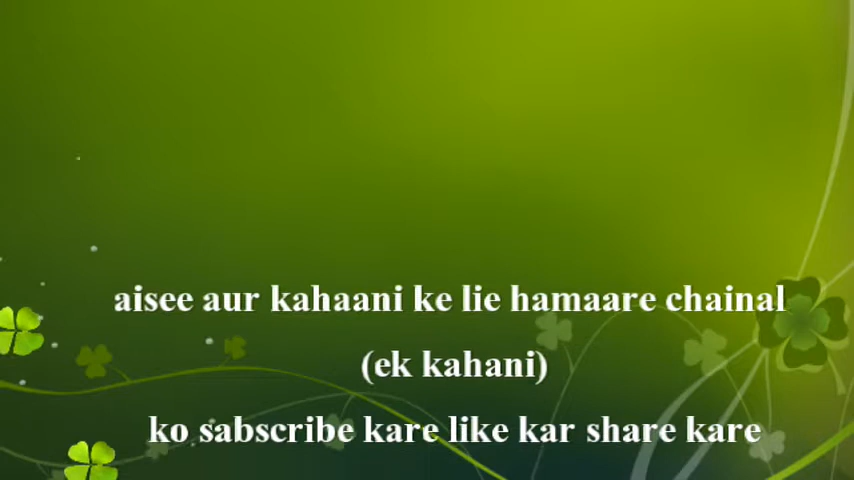 aisee aur kahaani ke lie hamaare chainal
(ek kahani)
ko sabscribe kare like kar share kare